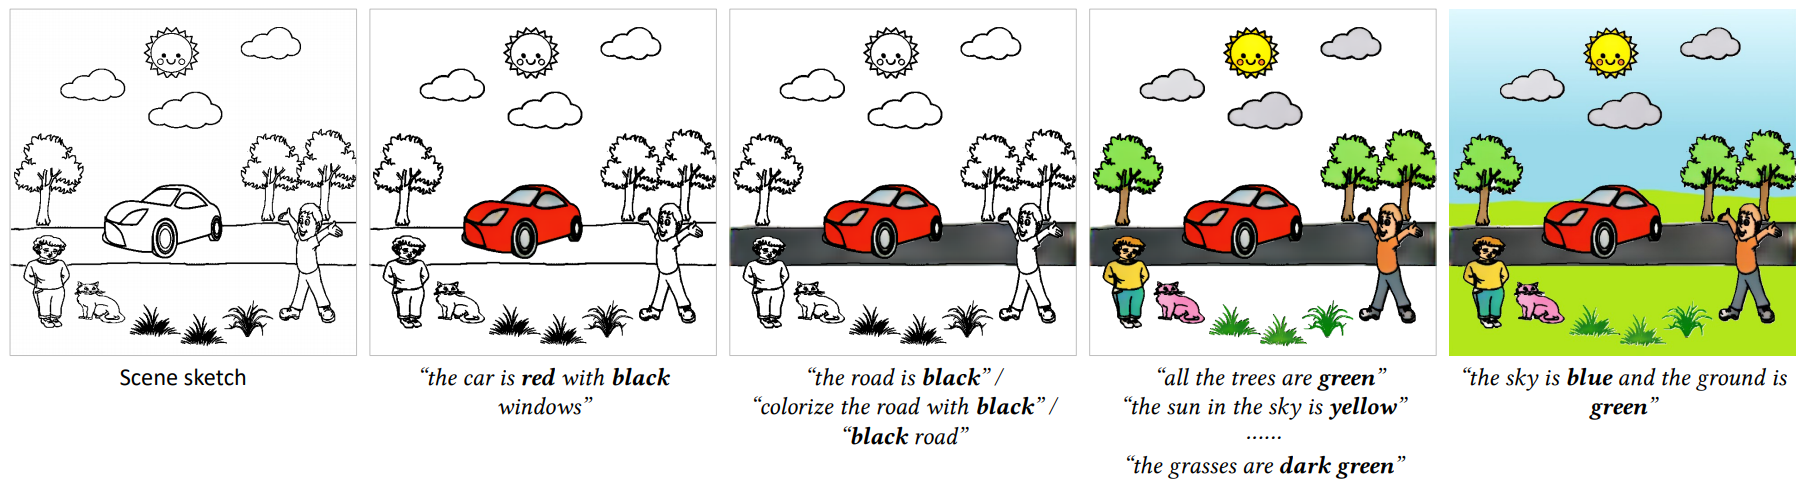 Scene sketch
“the car is red with black
windows”
“the road is black” /
“colorize the road with black” /
“black road”
“all the trees are green”
“the sun in the sky is yellow”
......
“the grasses are dark green”
“the sky is blue and the ground is
green”